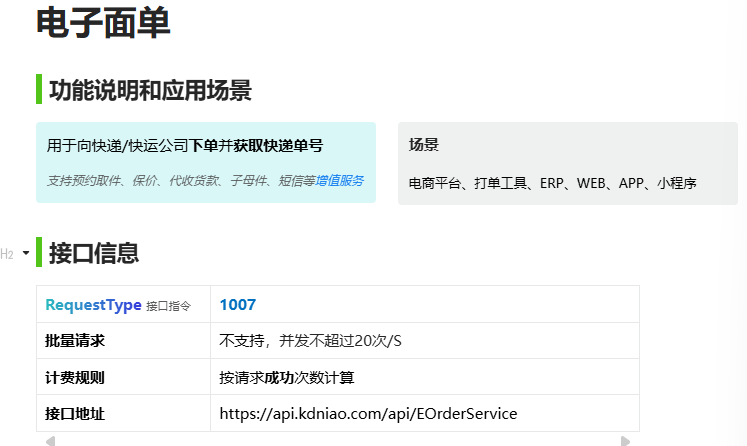 电子面单
功能说明和应用场景
用于向快递/快运公司下单并获取快递单号
支持预约取件、保价、代收货款、子母件、短信等增值服务
场景
电商平台、打单工具、ERP、WEB、APP、小程序
H2
接口信息
RequestType 接口指令 1007
批量请求 不支持，并发不超过20次/S
计费规则 按请求成功次数计算
接口地址 https://api.kdniao.com/api/EOrderService